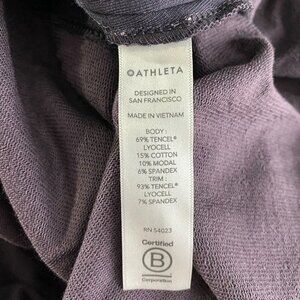 ATHLETA
DESIGNED IN
SAN FRANCISCO
MADE IN VIETNAM
BODY :
69% TENCEL®
LYOCELL
15% COTTON
10% MODAL
6% SPANDEX
TRIM :
93% TENCEL®
LYOCELL
7% SPANDEX
RN 54023
Certified
B
Corporation